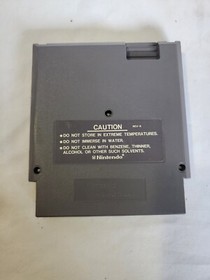 CAUTION
•DO NOT STORE IN EXTREME TEMPERATURES.
•DO NOT IMMERSE IN WATER.
•DO NOT CLEAN WITH BENZENE, THINNER,
ALCOHOL OR OTHER SUCH SOLVENTS.
Nintendo